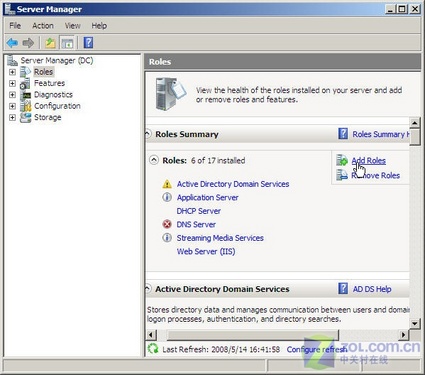 Server Manager
File Action View Help
Server Manager (DC)
Roles
Features
Diagnostics
Configuration
Storage
Roles
View the health of the roles installed on your server and add
or remove roles and features.
Roles Summary
Roles Summary H
Roles: 6 of 17 installed
Add Roles
Remove Roles
Active Directory Domain Services
Application Server
DHCP Server
DNS Server
Streaming Media Services
Web Server (IIS)
Active Directory Domain Services
AD DS Help
Stores directory data and manages communication between users and domain
logon processes, authentication, and directory searches.
Last Refresh: 2008/5/14 16:41:58 Configure refresh
ZOL.COM.CN
中关村在线